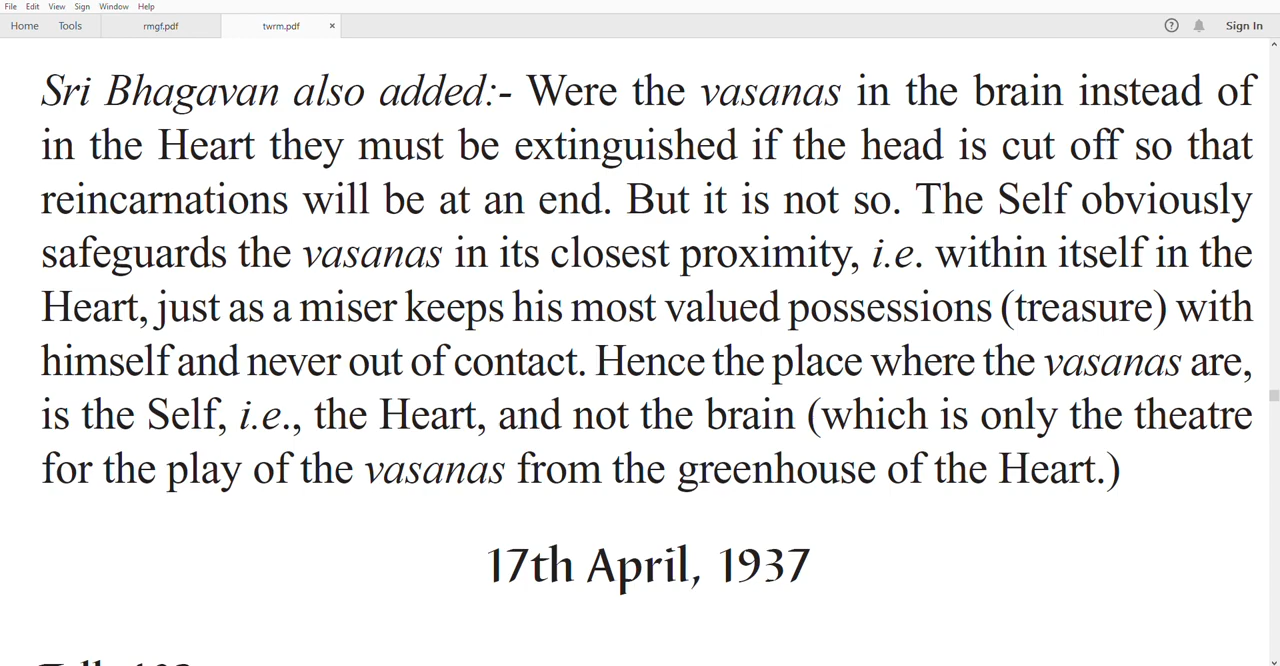 File Edit View Sign Window Help
Home Tools rmgf.pdf twrm.pdf × ? Sign In
Sri Bhagavan also added:- Were the vasanas in the brain instead of
in the Heart they must be extinguished if the head is cut off so that
reincarnations will be at an end. But it is not so. The Self obviously
safeguards the vasanas in its closest proximity, i.e. within itself in the
Heart, just as a miser keeps his most valued possessions (treasure) with
himself and never out of contact. Hence the place where the vasanas are,
is the Self, i.e., the Heart, and not the brain (which is only the theatre
for the play of the vasanas from the greenhouse of the Heart.)
17th April, 1937